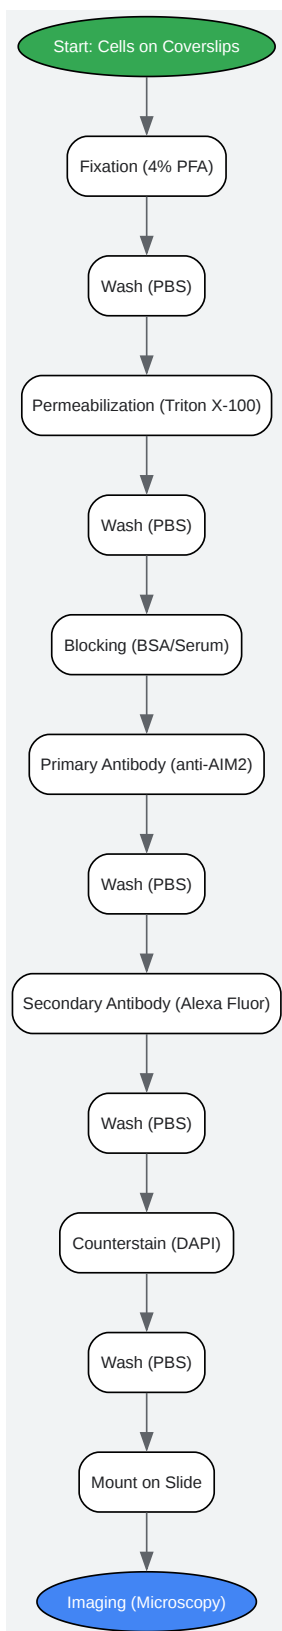 Start: Cells on Coverslips
Fixation (4% PFA)
Wash (PBS)
Permeabilization (Triton X-100)
Wash (PBS)
Blocking (BSA/Serum)
Primary Antibody (anti-AIM2)
Wash (PBS)
Secondary Antibody (Alexa Fluor)
Wash (PBS)
Counterstain (DAPI)
Wash (PBS)
Mount on Slide
Imaging (Microscopy)